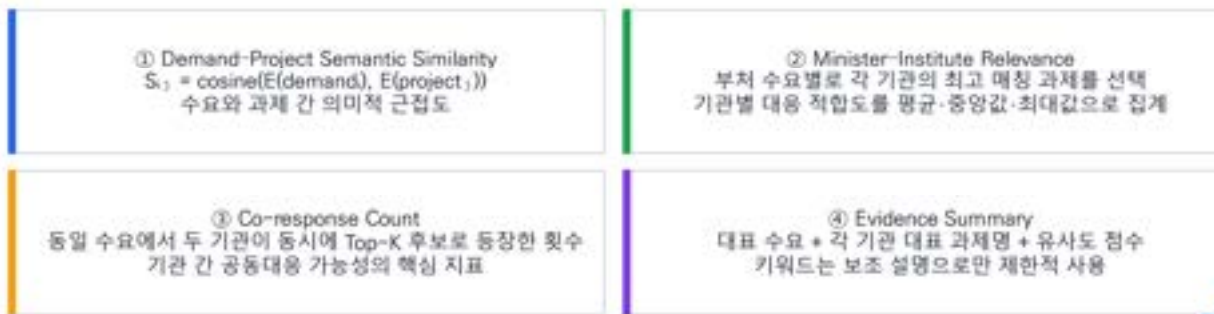 ① Demand-Project Semantic Similarity
Sᵢⱼ = cosine(E(demandᵢ), E(projectⱼ))
수요와 과제 간 의미적 근접도
② Minister-Institute Relevance
부처 수요별로 각 기관의 최고 매칭 과제를 선택
기관별 대응 적합도를 평균·중앙값·최대값으로 집계
③ Co-response Count
동일 수요에서 두 기관이 동시에 Top-K 후보로 등장한 횟수
기관 간 공동대응 가능성의 핵심 지표
④ Evidence Summary
대표 수요 + 각 기관 대표 과제명 + 유사도 점수
키워드는 보조 설명으로만 제한적 사용